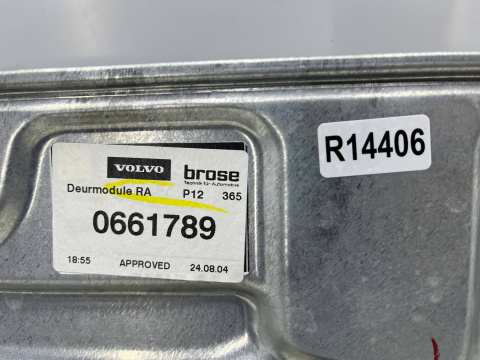 VOLVO brose
Technik für Automobile
Deurmodule RA P12 365
0661789
18:55 APPROVED 24.08.04
R14406